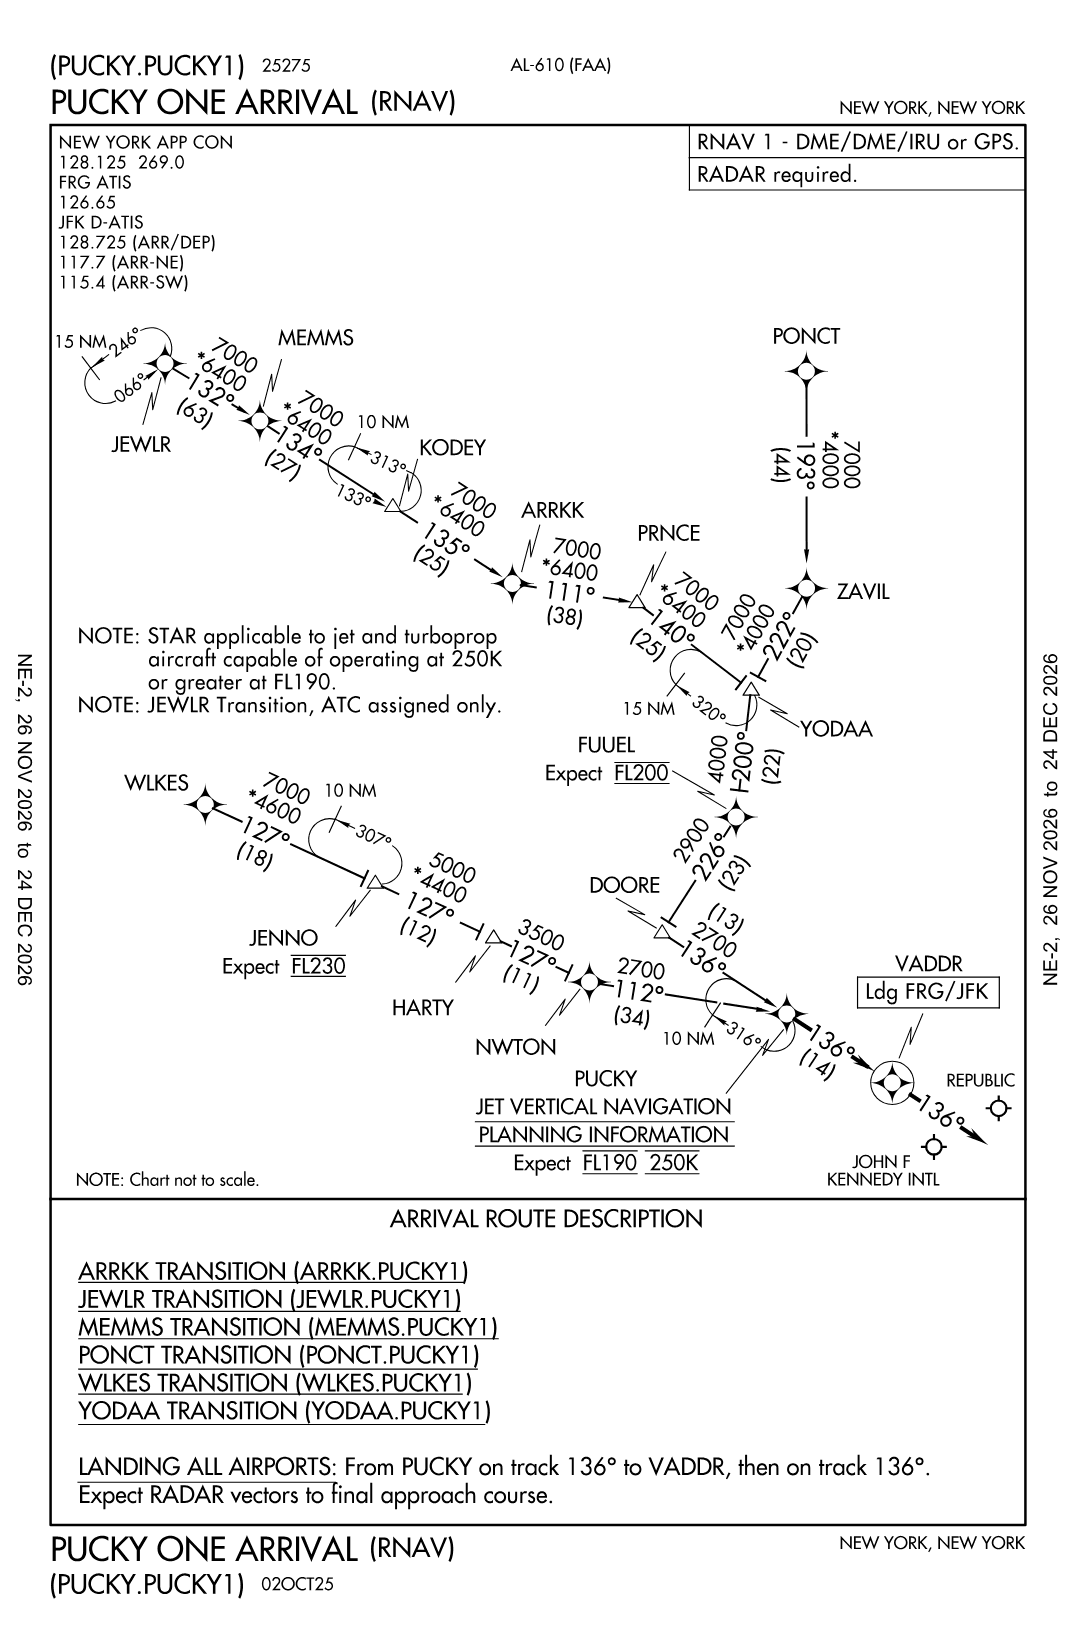 (PUCKY.PUCKY1) 25275
AL-610 (FAA)
PUCKY ONE ARRIVAL (RNAV)
NEW YORK, NEW YORK
NEW YORK APP CON
128.125 269.0
FRG ATIS
126.65
JFK D-ATIS
128.725 (ARR/DEP)
117.7 (ARR-NE)
115.4 (ARR-SW)
RNAV 1 - DME/DME/IRU or GPS.
RADAR required.
15 NM
246°
066°
JEWLR
7000
*6400
132°
(63)
MEMMS
7000
*6400
134°
(27)
10 NM
313°
133°
KODEY
7000
*6400
135°
(25)
ARRKK
7000
*6400
111°
(38)
PRNCE
7000
*6400
140°
(25)
PONCT
7000
*4000
193°
(44)
ZAVIL
7000
*4000
222°
(20)
15 NM
320°
YODAA
NOTE: STAR applicable to jet and turboprop
aircraft capable of operating at 250K
or greater at FL190.
NOTE: JEWLR Transition, ATC assigned only.
4000
200°
(22)
FUUEL
Expect FL200
2900
226°
(23)
DOORE
(13)
2700
136°
WLKES
7000
*4600
127°
(18)
10 NM
307°
JENNO
Expect FL230
5000
*4400
127°
(12)
HARTY
3500
127°
(11)
NWTON
2700
112°
(34)
10 NM
316°
PUCKY
JET VERTICAL NAVIGATION
PLANNING INFORMATION
Expect FL190 250K
136°
(14)
VADDR
Ldg FRG/JFK
136°
REPUBLIC
JOHN F
KENNEDY INTL
NOTE: Chart not to scale.
NE-2, 26 NOV 2026 to 24 DEC 2026
NE-2, 26 NOV 2026 to 24 DEC 2026
ARRIVAL ROUTE DESCRIPTION
ARRKK TRANSITION (ARRKK.PUCKY1)
JEWLR TRANSITION (JEWLR.PUCKY1)
MEMMS TRANSITION (MEMMS.PUCKY1)
PONCT TRANSITION (PONCT.PUCKY1)
WLKES TRANSITION (WLKES.PUCKY1)
YODAA TRANSITION (YODAA.PUCKY1)
LANDING ALL AIRPORTS: From PUCKY on track 136° to VADDR, then on track 136°.
Expect RADAR vectors to final approach course.
PUCKY ONE ARRIVAL (RNAV)
NEW YORK, NEW YORK
(PUCKY.PUCKY1) 02OCT25